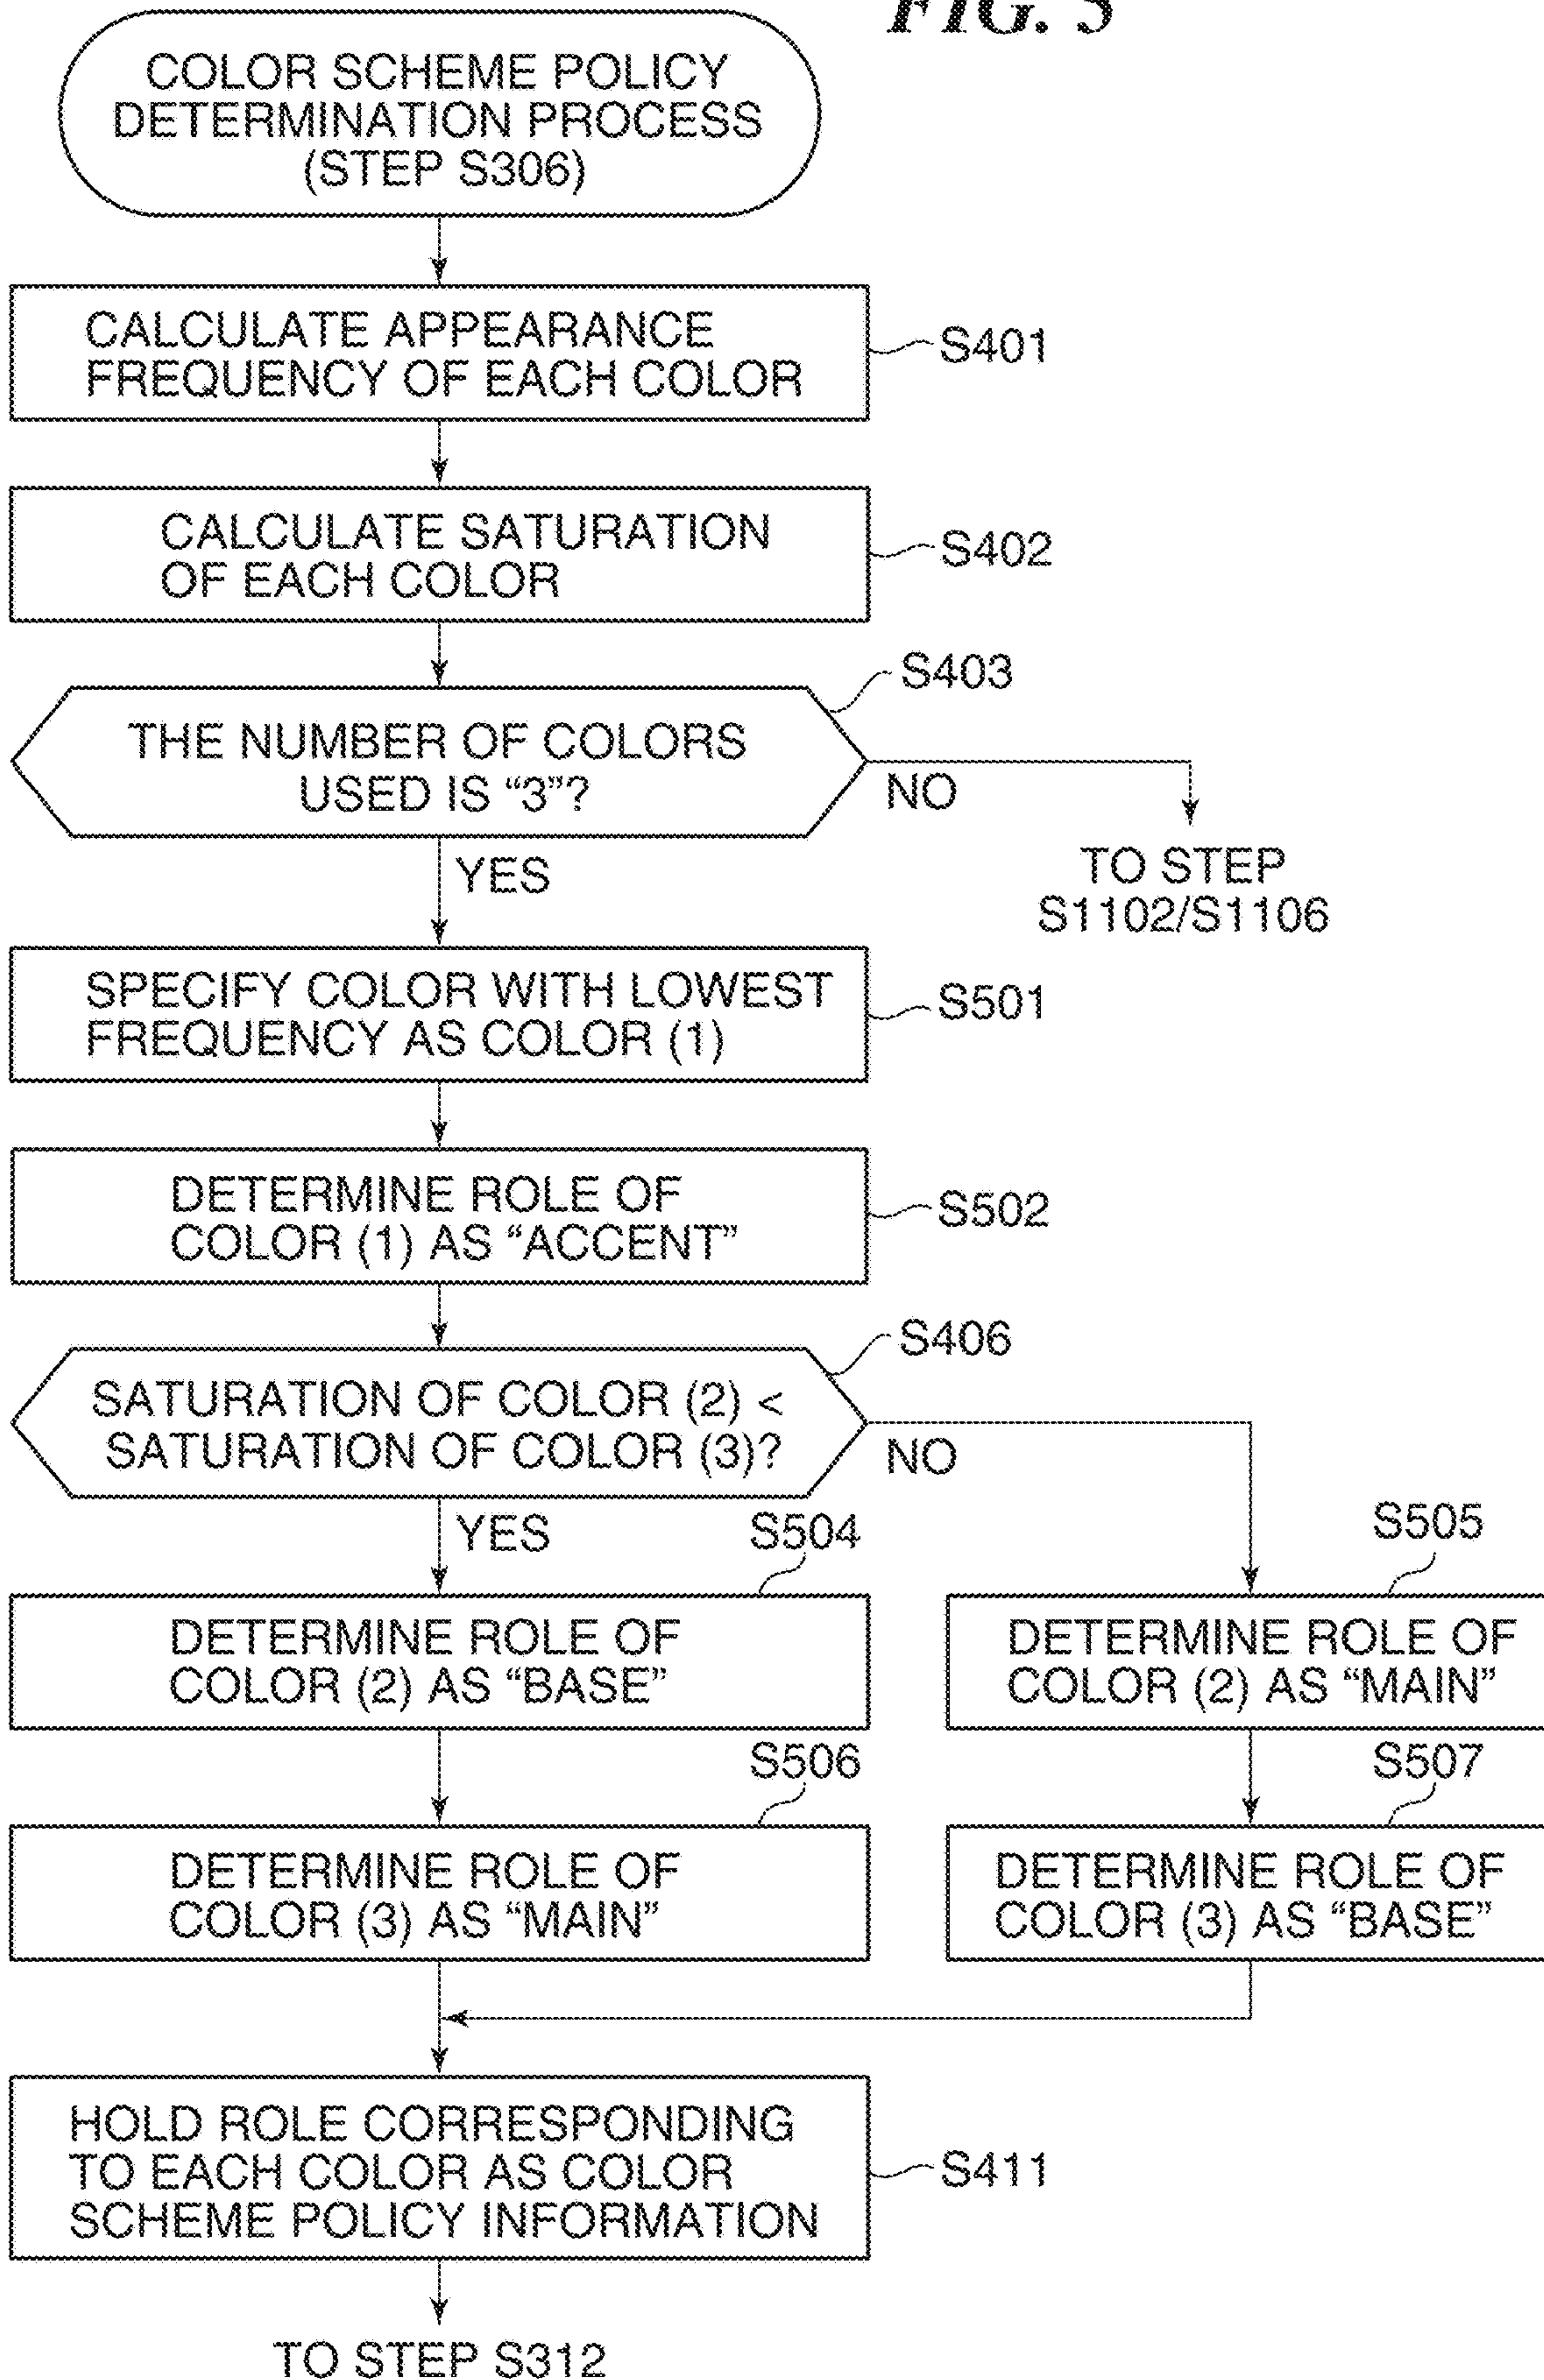 FIG. 5
COLOR SCHEME POLICY
DETERMINATION PROCESS
(STEP S306)
CALCULATE APPEARANCE
FREQUENCY OF EACH COLOR
S401
CALCULATE SATURATION
OF EACH COLOR
S402
S403
THE NUMBER OF COLORS
USED IS “3”?
NO
YES
TO STEP
S1102/S1106
SPECIFY COLOR WITH LOWEST
FREQUENCY AS COLOR (1)
S501
DETERMINE ROLE OF
COLOR (1) AS “ACCENT”
S502
S406
SATURATION OF COLOR (2) <
SATURATION OF COLOR (3)?
NO
YES
S504
S505
DETERMINE ROLE OF
COLOR (2) AS “BASE”
DETERMINE ROLE OF
COLOR (2) AS “MAIN”
S506
S507
DETERMINE ROLE OF
COLOR (3) AS “MAIN”
DETERMINE ROLE OF
COLOR (3) AS “BASE”
HOLD ROLE CORRESPONDING
TO EACH COLOR AS COLOR
SCHEME POLICY INFORMATION
S411
TO STEP S312